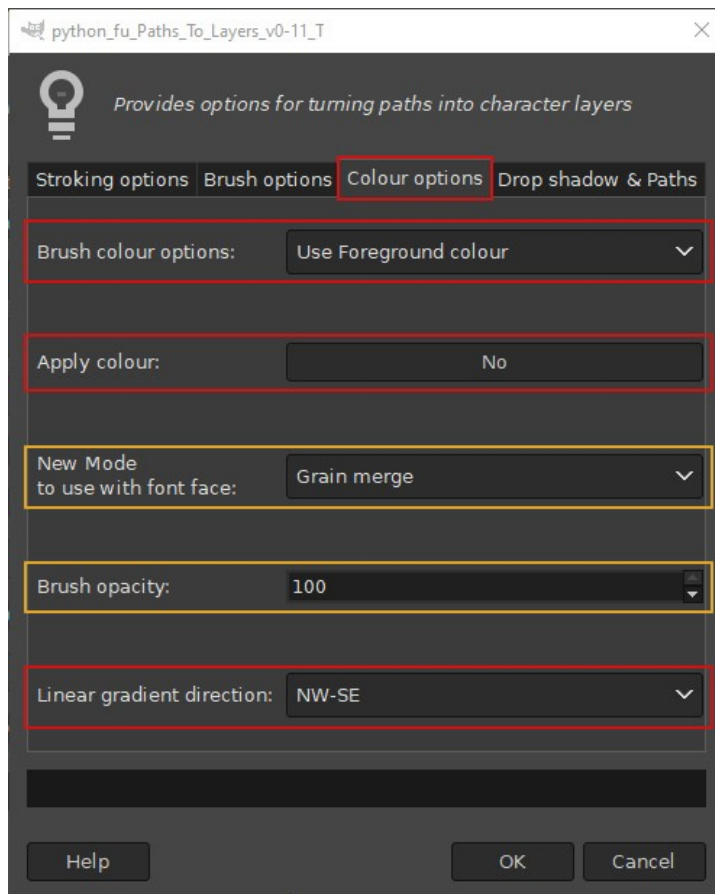 python_fu_Paths_To_Layers_v0-11_T
Provides options for turning paths into character layers
Stroking options Brush options Colour options Drop shadow & Paths
Brush colour options: Use Foreground colour
Apply colour: No
New Mode
to use with font face: Grain merge
Brush opacity: 100
Linear gradient direction: NW-SE
Help OK Cancel